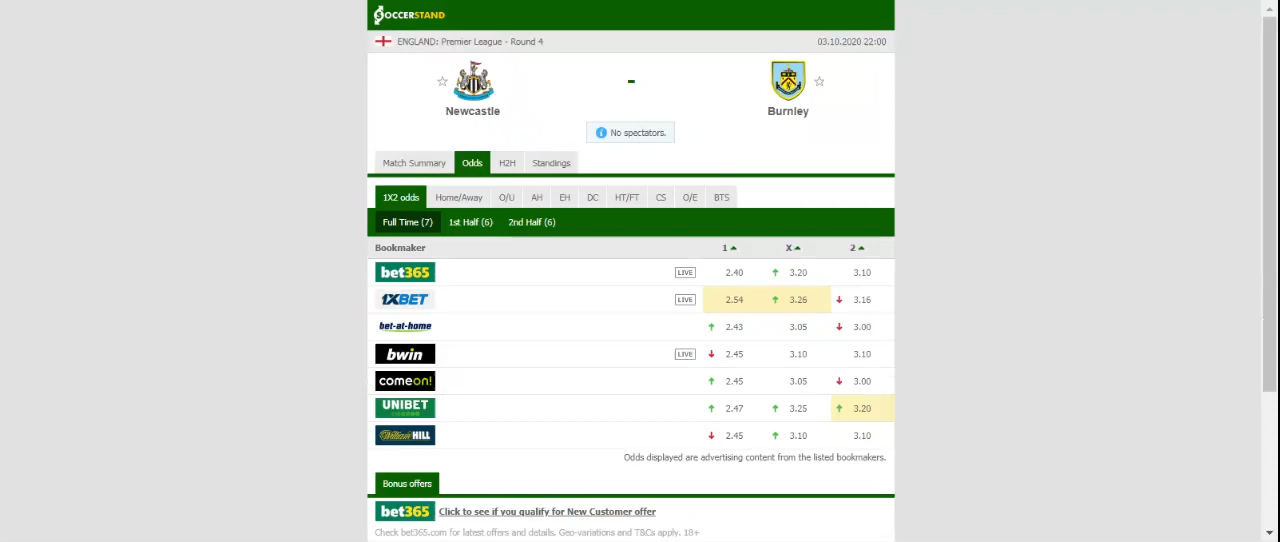 SOCCERSTAND
ENGLAND: Premier League - Round 4 03.10.2020 22:00
-
Newcastle Burnley
No spectators.
Match Summary Odds H2H Standings
1X2 odds Home/Away O/U AH EH DC HT/FT CS O/E BTS
Full Time (7) 1st Half (6) 2nd Half (6)
Bookmaker 1 X 2
bet365 LIVE 2.40 3.20 3.10
1XBET LIVE 2.54 3.26 3.16
bet-at-home 2.43 3.05 3.00
bwin LIVE 2.45 3.10 3.10
comeon! 2.45 3.05 3.00
UNIBET 2.47 3.25 3.20
William HILL 2.45 3.10 3.10
Odds displayed are advertising content from the listed bookmakers.
Bonus offers
bet365 Click to see if you qualify for New Customer offer
Check bet365.com for latest offers and details. Geo-variations and T&Cs apply. 18+